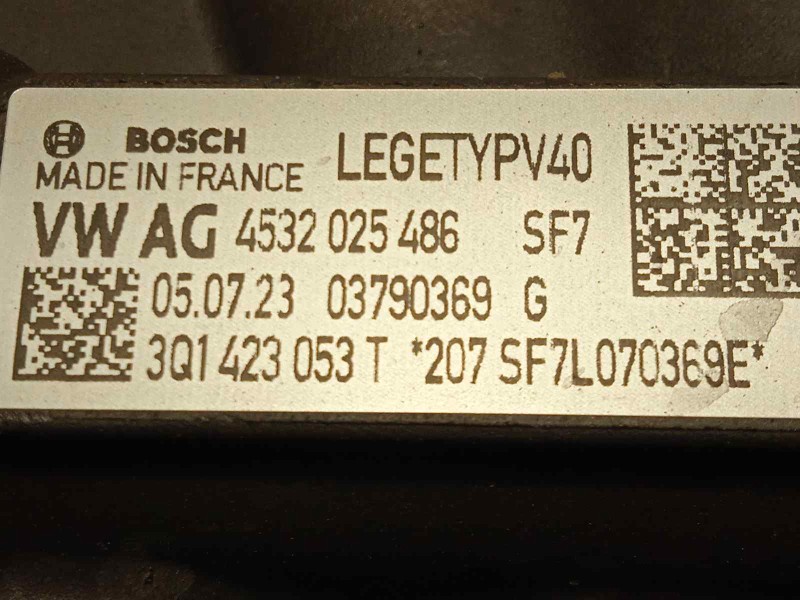 BOSCH LEGETYPV40
MADE IN FRANCE
VW AG 4532 025 486 SF7
05.07.23 03790369 G
3Q1 423 053 T *207 SF7L070369E*